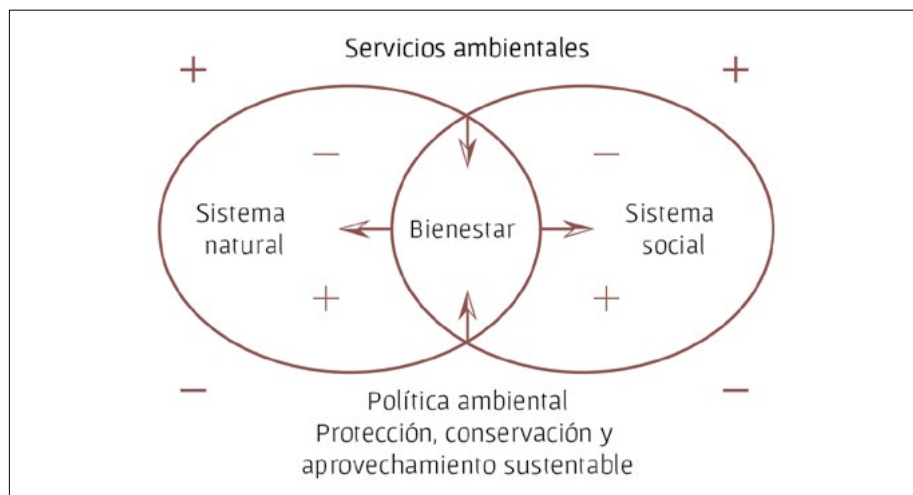 Servicios ambientales
+ +
− −
Sistema
natural
Bienestar
Sistema
social
+ +
− −
Política ambiental
Protección, conservación y
aprovechamiento sustentable